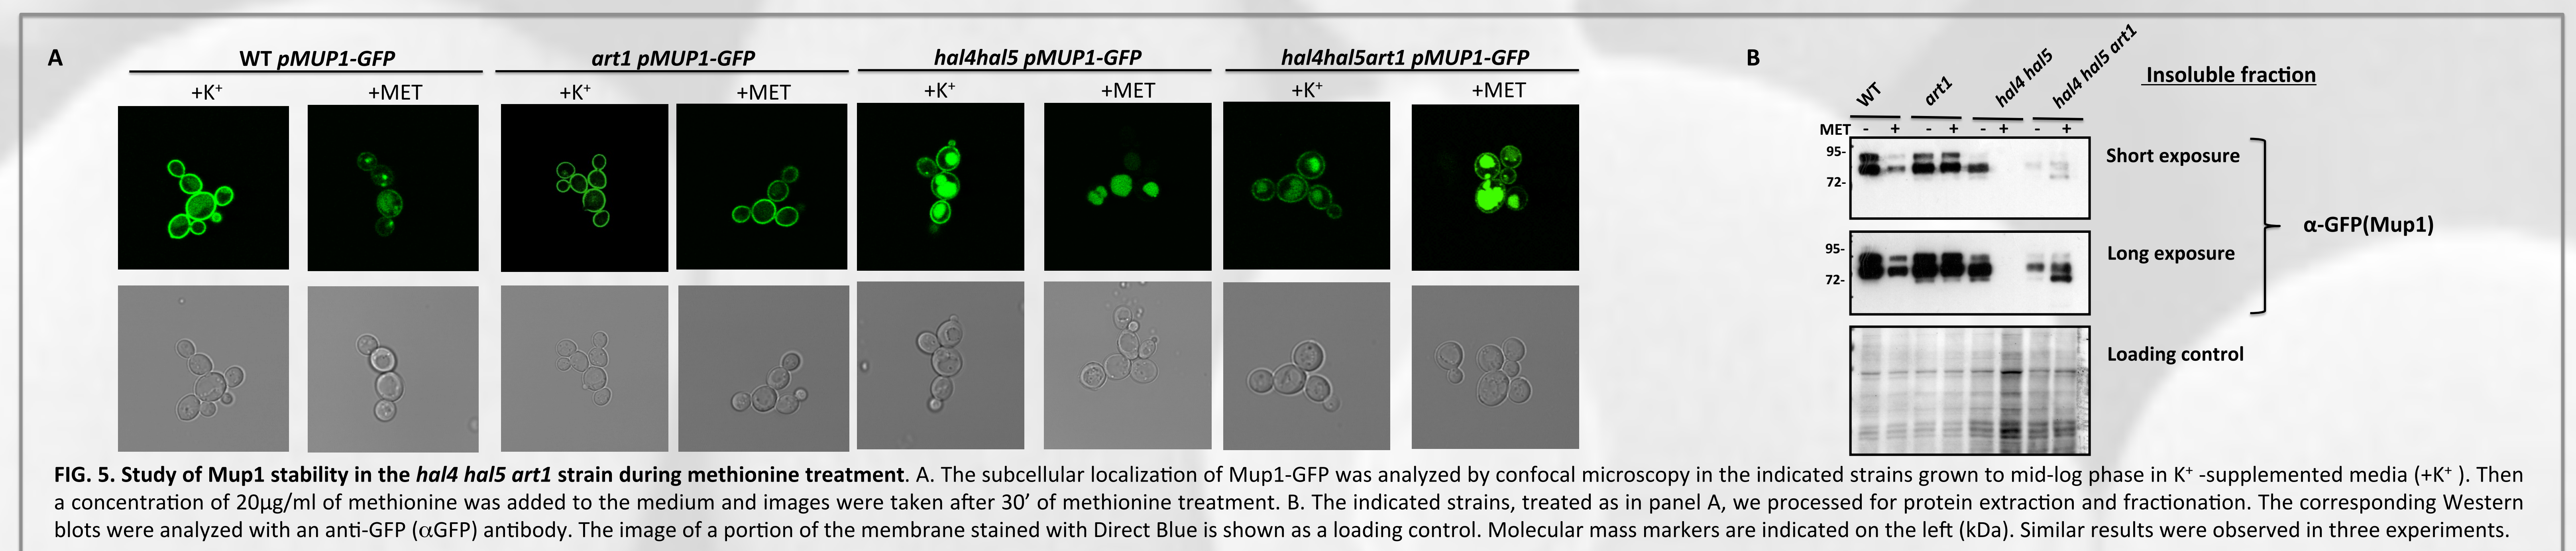 A
WT pMUP1-GFP
art1 pMUP1-GFP
hal4hal5 pMUP1-GFP
hal4hal5art1 pMUP1-GFP
+K⁺
+MET
+K⁺
+MET
+K⁺
+MET
+K⁺
+MET
B
WT
art1
hal4 hal5
hal4 hal5 art1
Insoluble fraction
MET - + - + - + - +
95-
72-
Short exposure
95-
72-
Long exposure
α-GFP(Mup1)
Loading control
FIG. 5. Study of Mup1 stability in the hal4 hal5 art1 strain during methionine treatment. A. The subcellular localization of Mup1-GFP was analyzed by confocal microscopy in the indicated strains grown to mid-log phase in K⁺ -supplemented media (+K⁺ ). Then
a concentration of 20μg/ml of methionine was added to the medium and images were taken after 30’ of methionine treatment. B. The indicated strains, treated as in panel A, we processed for protein extraction and fractionation. The corresponding Western
blots were analyzed with an anti-GFP (αGFP) antibody. The image of a portion of the membrane stained with Direct Blue is shown as a loading control. Molecular mass markers are indicated on the left (kDa). Similar results were observed in three experiments.